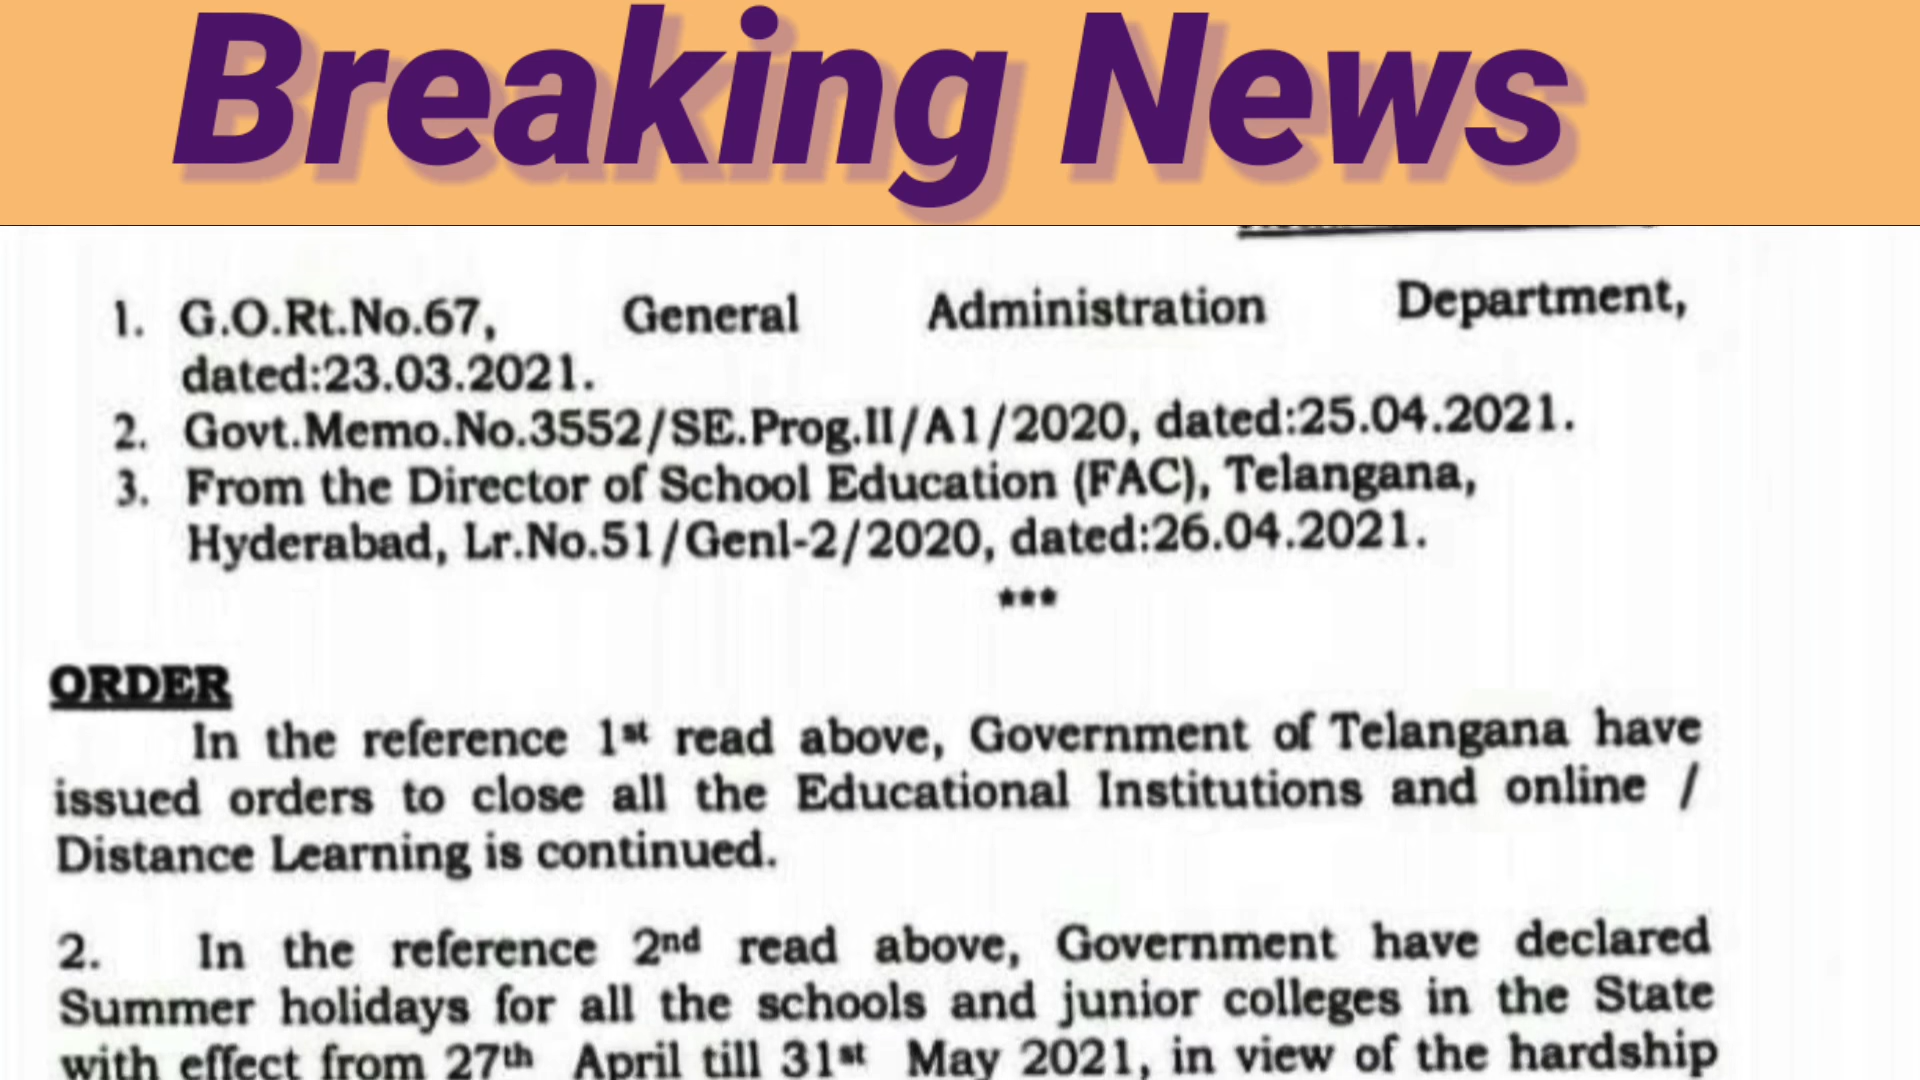 Breaking News
1. G.O.Rt.No.67, General Administration Department,
dated:23.03.2021.
2. Govt.Memo.No.3552/SE.Prog.II/A1/2020, dated:25.04.2021.
3. From the Director of School Education (FAC), Telangana,
Hyderabad, Lr.No.51/Genl-2/2020, dated:26.04.2021.
***
ORDER
In the reference 1st read above, Government of Telangana have
issued orders to close all the Educational Institutions and online /
Distance Learning is continued.
2. In the reference 2nd read above, Government have declared
Summer holidays for all the schools and junior colleges in the State
with effect from 27th April till 31st May 2021, in view of the hardship